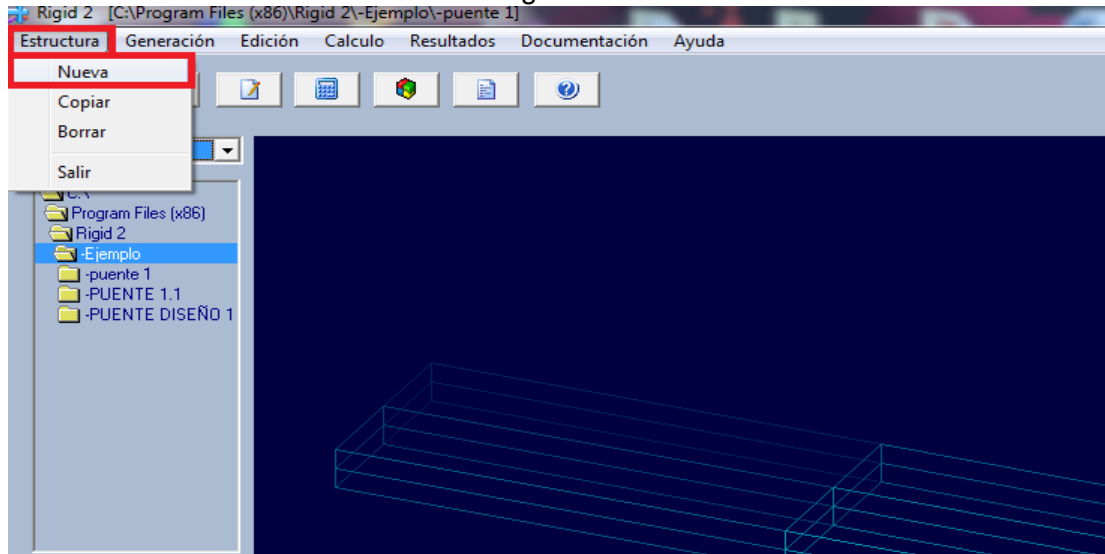 Rigid 2 [C:\Program Files (x86)\Rigid 2\-Ejemplo\-puente 1]
Estructura Generación Edición Calculo Resultados Documentación Ayuda
Nueva
Copiar
Borrar
Salir
Program Files (x86)
Rigid 2
-Ejemplo
-puente 1
-PUENTE 1.1
-PUENTE DISEÑO 1